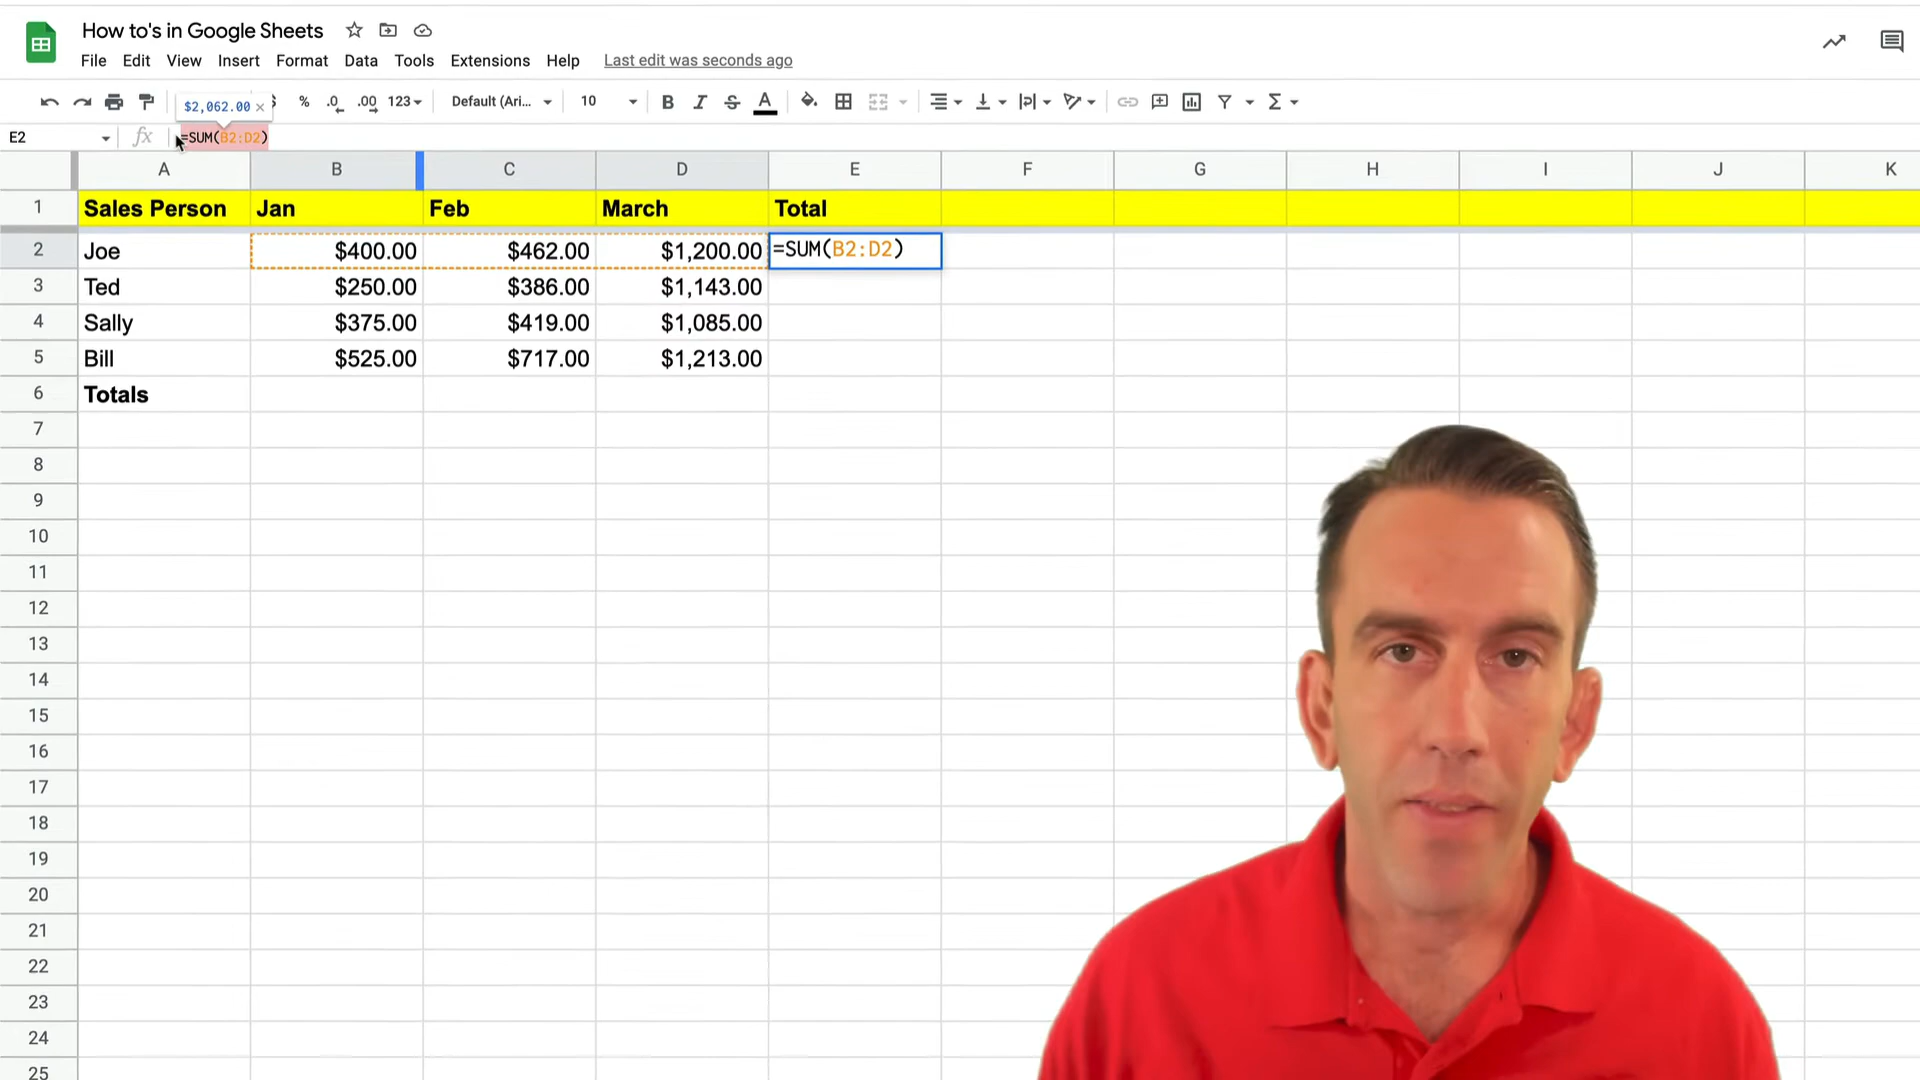 How to's in Google Sheets
File Edit View Insert Format Data Tools Extensions Help Last edit was seconds ago
$2,062.00 × % .0 .00 123 Default (Ari... 10 B I S A Σ
E2 fx =SUM(B2:D2)
A B C D E F G H I J K
1 Sales Person Jan Feb March Total
2 Joe $400.00 $462.00 $1,200.00 =SUM(B2:D2)
3 Ted $250.00 $386.00 $1,143.00
4 Sally $375.00 $419.00 $1,085.00
5 Bill $525.00 $717.00 $1,213.00
6 Totals
7
8
9
10
11
12
13
14
15
16
17
18
19
20
21
22
23
24
25